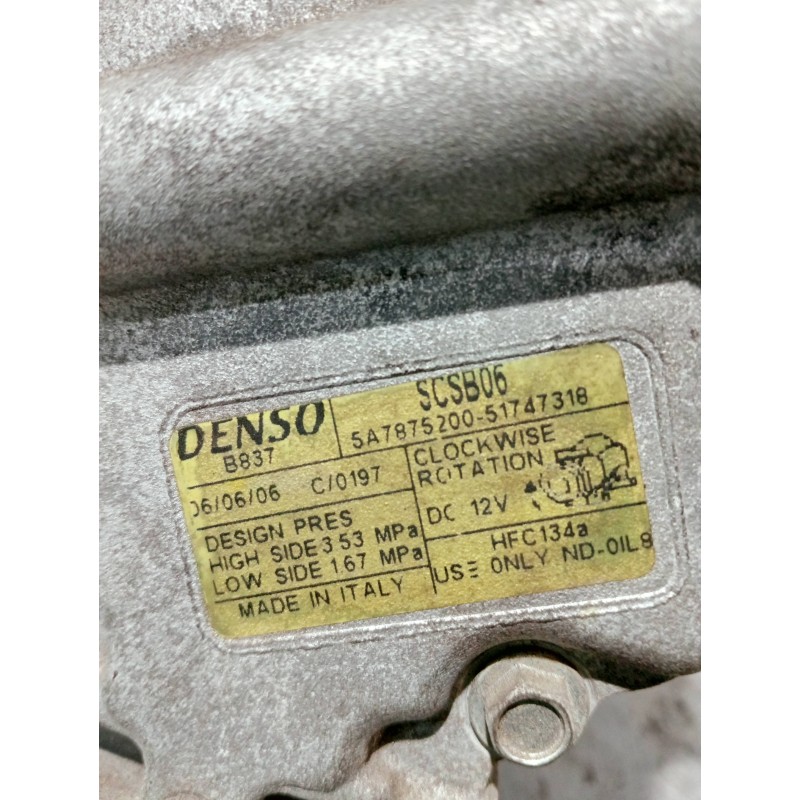 DENSO
SCSB06
B837
5A7875200-51747318
06/06/06 C/0197
CLOCKWISE
ROTATION
DC 12V
DESIGN PRES
HIGH SIDE 3 53 MPa
LOW SIDE 1.67 MPa
MADE IN ITALY
HFC134a
USE ONLY ND-OIL8